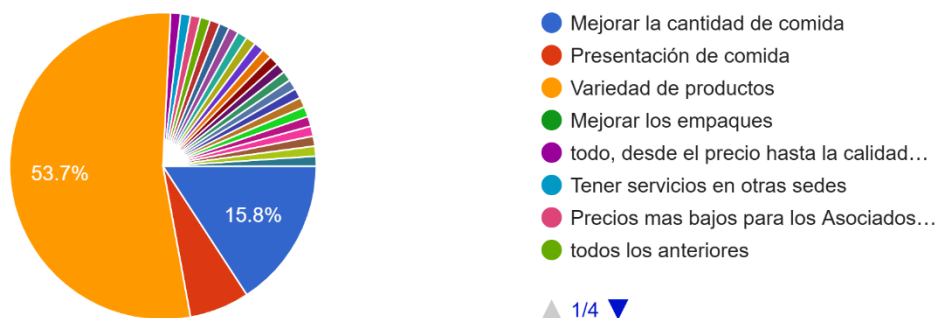 53.7%
15.8%
Mejorar la cantidad de comida
Presentación de comida
Variedad de productos
Mejorar los empaques
todo, desde el precio hasta la calidad…
Tener servicios en otras sedes
Precios mas bajos para los Asociados…
todos los anteriores
1/4